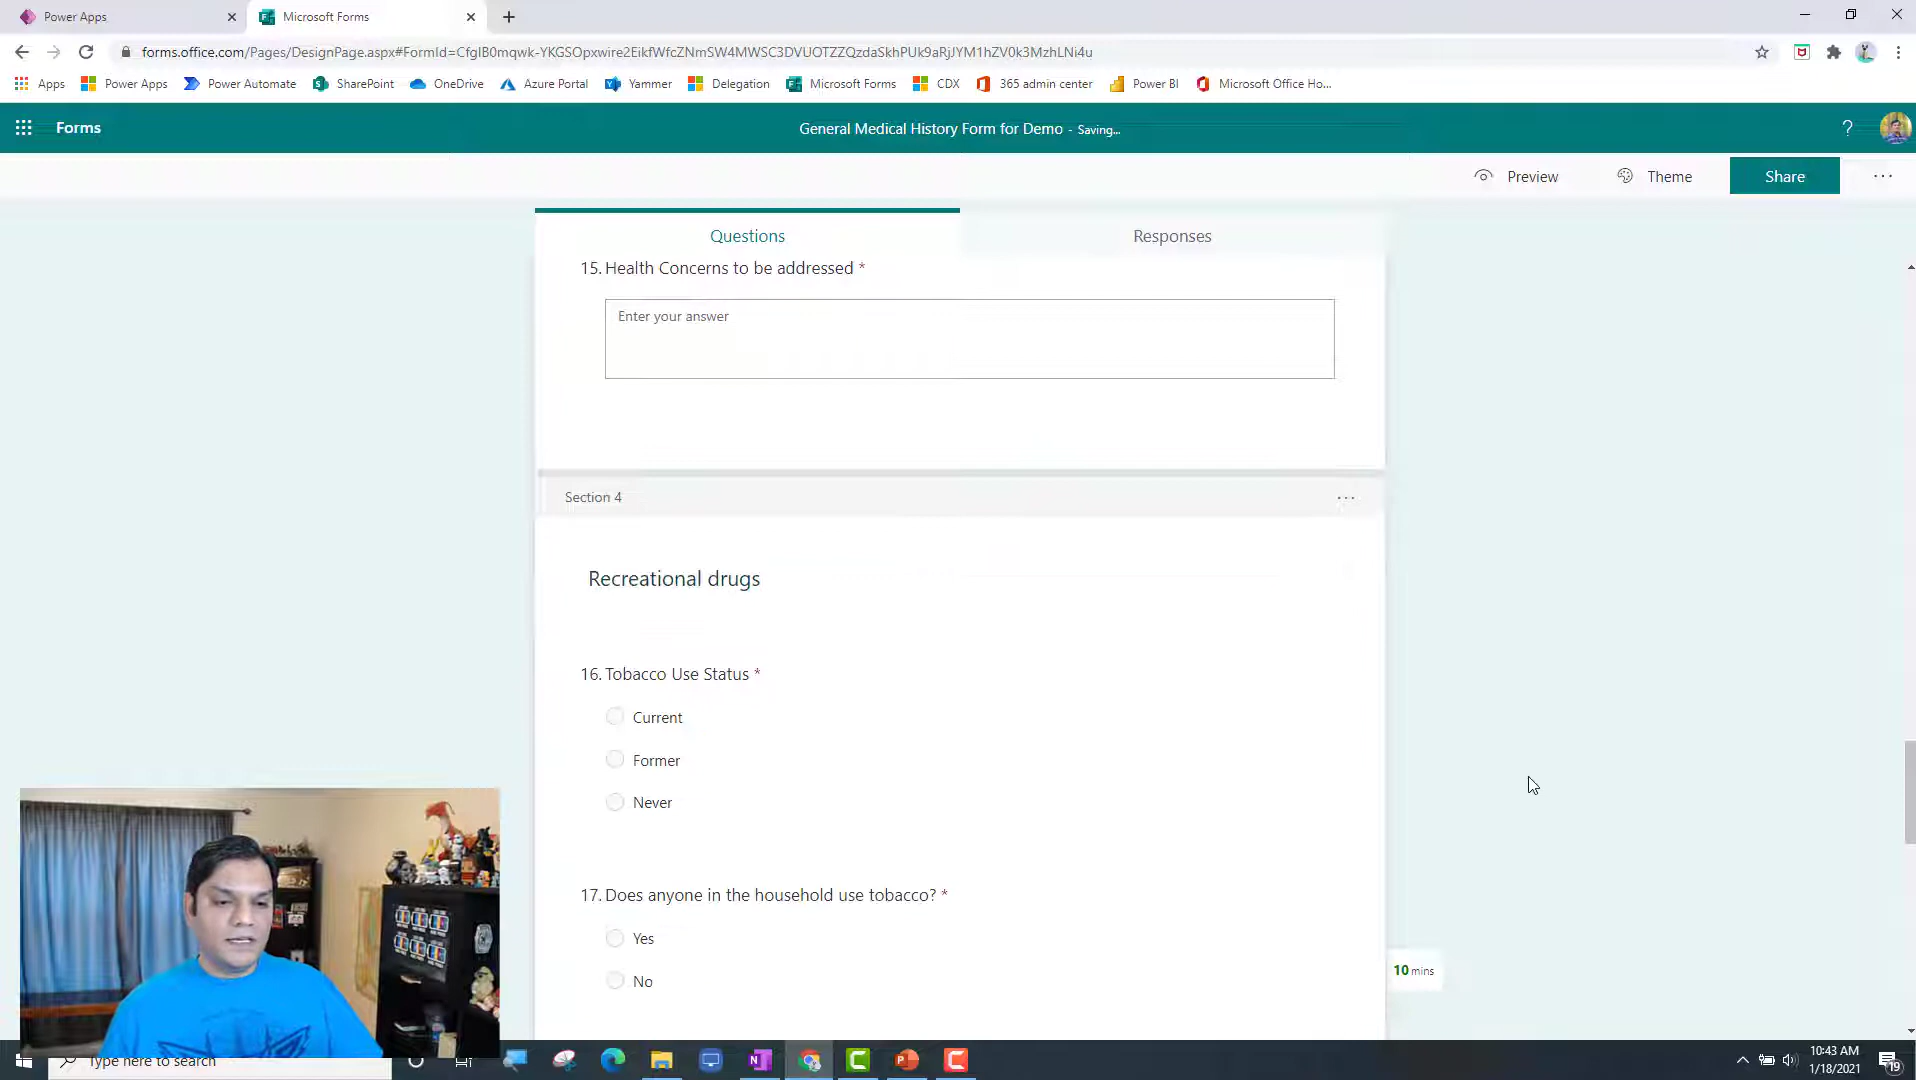 Power Apps
Microsoft Forms
forms.office.com/Pages/DesignPage.aspx#FormId=CfglB0mqwk-YKGSOpxwire2EikfWfcZNmSW4MWSC3DVUOTZZQzdaSkhPUk9aRjJYM1hZV0k3MzhLNi4u
Apps Power Apps Power Automate SharePoint OneDrive Azure Portal Yammer Delegation Microsoft Forms CDX 365 admin center Power BI Microsoft Office Ho...
Forms
General Medical History Form for Demo - Saving...
?
Preview Theme Share ...
Questions
Responses
15. Health Concerns to be addressed *
Enter your answer
Section 4
...
Recreational drugs
16. Tobacco Use Status *
Current
Former
Never
17. Does anyone in the household use tobacco? *
Yes
No
10 mins
Type here to search
10:43 AM
1/18/2021
19